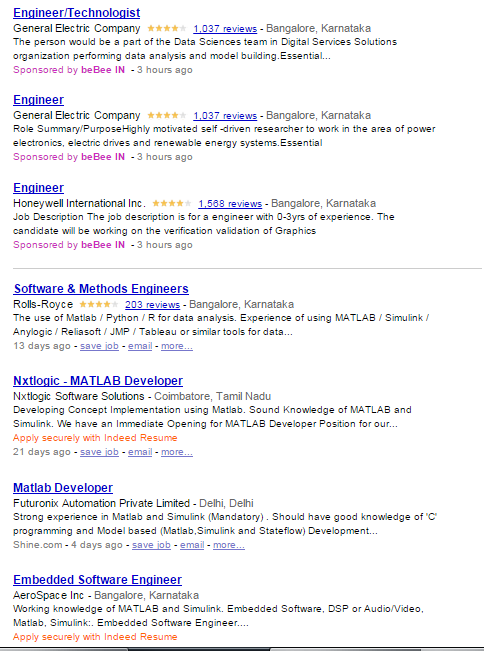 Engineer/Technologist
General Electric Company 1,037 reviews - Bangalore, Karnataka
The person would be a part of the Data Sciences team in Digital Services Solutions
organization performing data analysis and model building.Essential...
Sponsored by beBee IN - 3 hours ago
Engineer
General Electric Company 1,037 reviews - Bangalore, Karnataka
Role Summary/PurposeHighly motivated self -driven researcher to work in the area of power
electronics, electric drives and renewable energy systems.Essential
Sponsored by beBee IN - 3 hours ago
Engineer
Honeywell International Inc. 1,568 reviews - Bangalore, Karnataka
Job Description The job description is for a engineer with 0-3yrs of experience. The
candidate will be working on the verification validation of Graphics
Sponsored by beBee IN - 3 hours ago
Software & Methods Engineers
Rolls-Royce 203 reviews - Bangalore, Karnataka
The use of Matlab / Python / R for data analysis. Experience of using MATLAB / Simulink /
Anylogic / Reliasoft / JMP / Tableau or similar tools for data...
13 days ago - save job - email - more...
Nxtlogic - MATLAB Developer
Nxtlogic Software Solutions - Coimbatore, Tamil Nadu
Developing Concept Implementation using Matlab. Sound Knowledge of MATLAB and
Simulink. We have an Immediate Opening for MATLAB Developer Position for our...
Apply securely with Indeed Resume
21 days ago - save job - email - more...
Matlab Developer
Futuronix Automation Private Limited - Delhi, Delhi
Strong experience in Matlab and Simulink (Mandatory) . Should have good knowledge of 'C'
programming and Model based (Matlab,Simulink and Stateflow) Development...
Shine.com - 4 days ago - save job - email - more...
Embedded Software Engineer
AeroSpace Inc - Bangalore, Karnataka
Working knowledge of MATLAB and Simulink. Embedded Software, DSP or Audio/Video,
Matlab, Simulink:. Embedded Software Engineer....
Apply securely with Indeed Resume